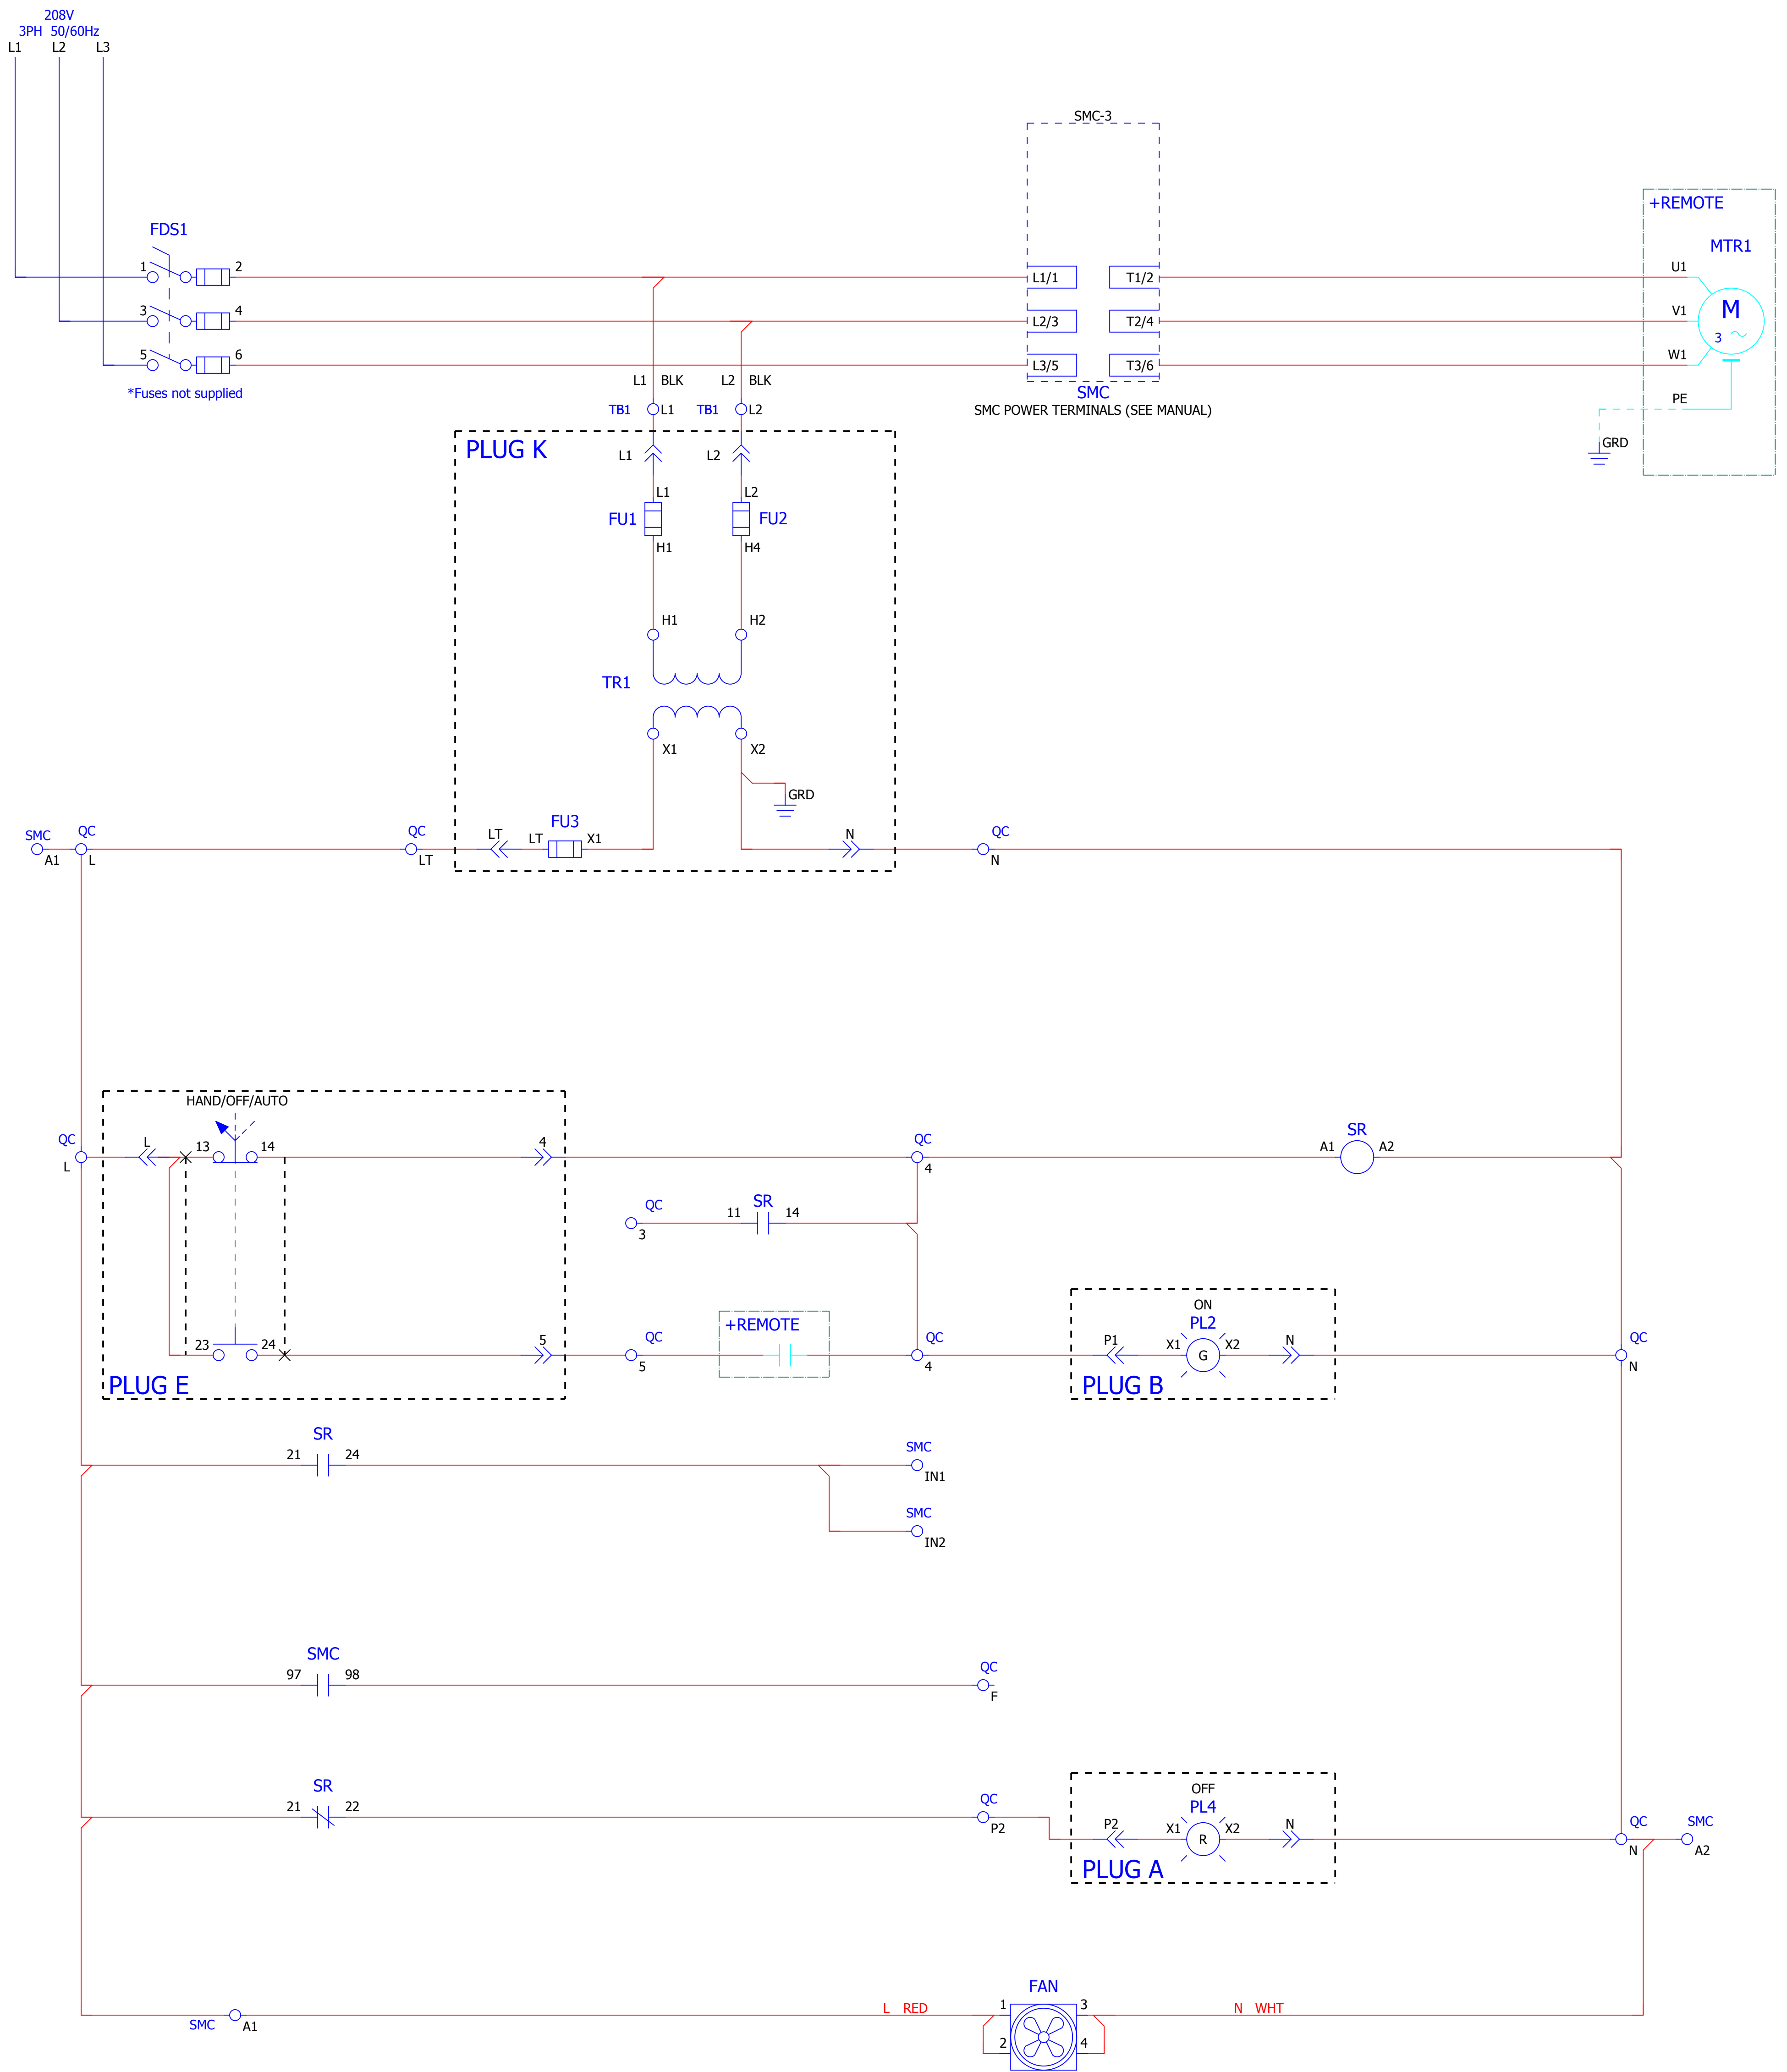 208V
3PH 50/60Hz
L1 L2 L3
SMC-3
+REMOTE
FDS1
MTR1
1 2 L1/1 T1/2 U1
3 4 L2/3 T2/4 V1
M
3
5 6 L3/5 T3/6 W1
*Fuses not supplied
L1 BLK L2 BLK
SMC
PE
TB1 L1 TB1 L2
SMC POWER TERMINALS (SEE MANUAL)
PLUG K
L1 L2
GRD
L1 L2
FU1 FU2
H1 H4
H1 H2
TR1
X1 X2
GRD
SMC QC QC LT FU3 N QC
LT X1
A1 L LT N
HAND/OFF/AUTO
QC L 13 14 4 QC SR
A1 A2
L 4
QC SR
11 14
3
ON
+REMOTE PL2
23 24 5 QC QC P1 X1 X2 N QC
G
5 4 N
PLUG E PLUG B
SR
21 24 SMC
IN1
SMC
IN2
SMC
97 98 QC
F
SR
OFF
21 22 QC PL4
P2 P2 X1 X2 N QC SMC
R
N A2
PLUG A
FAN
L RED 1 3 N WHT
SMC A1
2 4